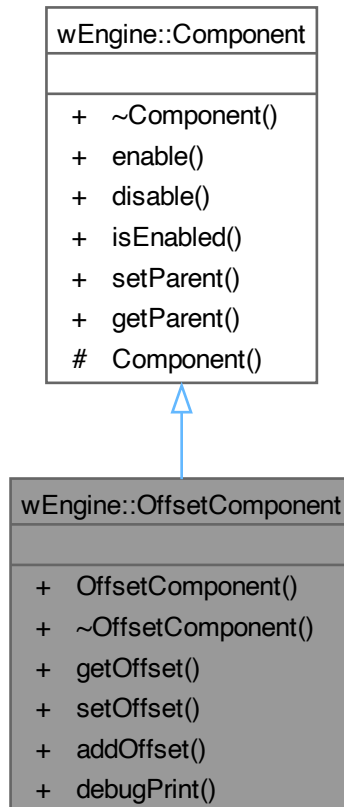 wEngine::Component
+ ~Component()
+ enable()
+ disable()
+ isEnabled()
+ setParent()
+ getParent()
# Component()
wEngine::OffsetComponent
+ OffsetComponent()
+ ~OffsetComponent()
+ getOffset()
+ setOffset()
+ addOffset()
+ debugPrint()